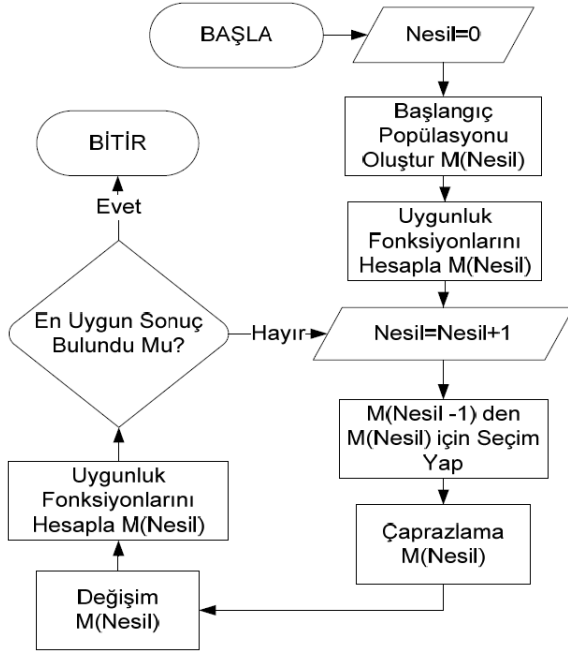 BAŞLA
Nesil=0
Başlangıç
Popülasyonu
Oluştur M(Nesil)
Uygunluk
Fonksiyonlarını
Hesapla M(Nesil)
Nesil=Nesil+1
M(Nesil -1) den
M(Nesil) için Seçim
Yap
Çaprazlama
M(Nesil)
Değişim
M(Nesil)
Uygunluk
Fonksiyonlarını
Hesapla M(Nesil)
En Uygun Sonuç
Bulundu Mu?
Hayır
Evet
BİTİR